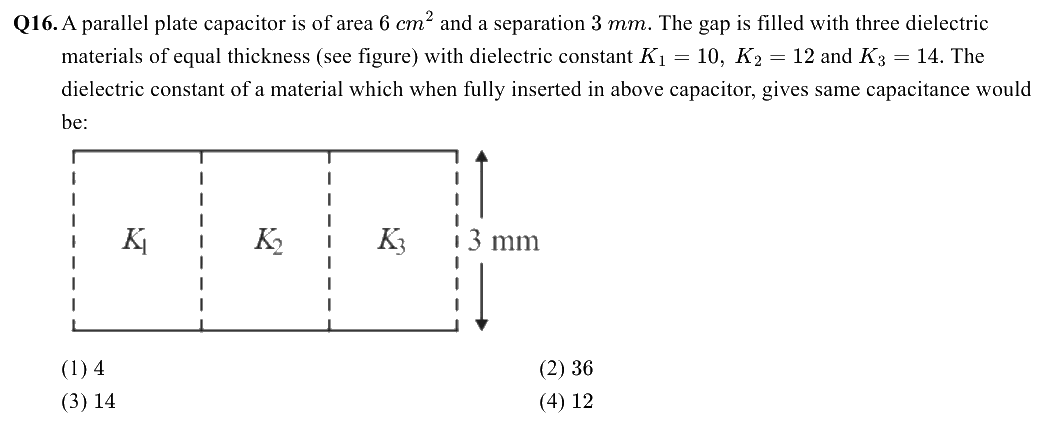 Q16. A parallel plate capacitor is of area 6 cm² and a separation 3 mm. The gap is filled with three dielectric
materials of equal thickness (see figure) with dielectric constant K₁ = 10, K₂ = 12 and K₃ = 14. The
dielectric constant of a material which when fully inserted in above capacitor, gives same capacitance would
be:
K₁ K₂ K₃ 3 mm
(1) 4 (2) 36
(3) 14 (4) 12